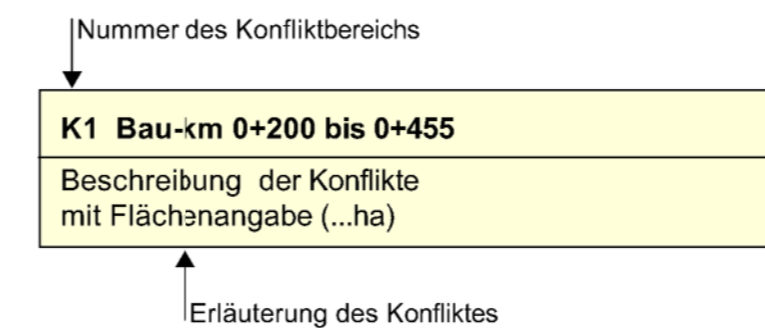 Nummer des Konfliktbereichs
K1 Bau-km 0+200 bis 0+455
Beschreibung der Konflikte
mit Flächenangabe (...ha)
Erläuterung des Konfliktes